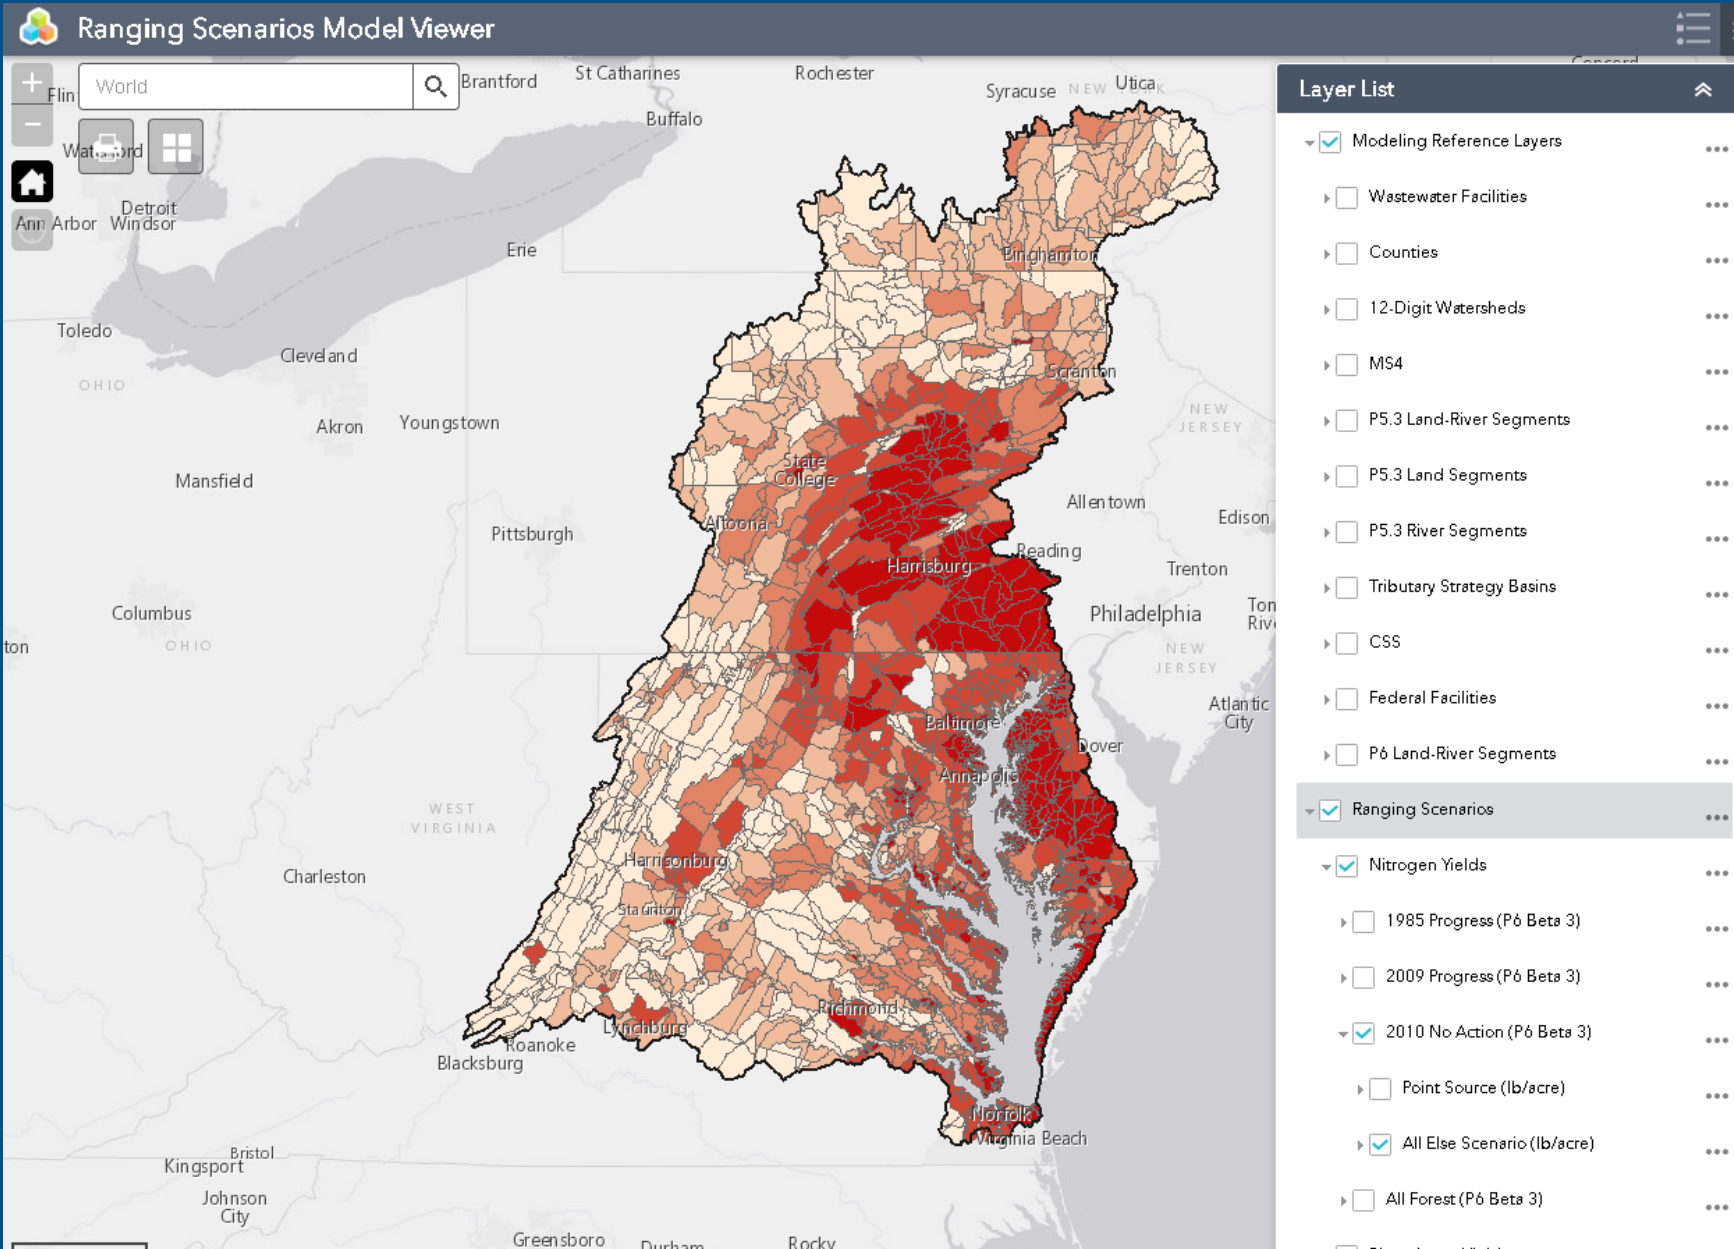 Ranging Scenarios Model Viewer
World
Layer List
Modeling Reference Layers
Wastewater Facilities
Counties
12-Digit Watersheds
MS4
P5.3 Land-River Segments
P5.3 Land Segments
P5.3 River Segments
Tributary Strategy Basins
CSS
Federal Facilities
P6 Land-River Segments
Ranging Scenarios
Nitrogen Yields
1985 Progress (P6 Beta 3)
2009 Progress (P6 Beta 3)
2010 No Action (P6 Beta 3)
Point Source (lb/acre)
All Else Scenario (lb/acre)
All Forest (P6 Beta 3)
Flin
Brantford
St Catharines
Rochester
Syracuse
NEW YORK
Utica
Buffalo
Detroit
Ann Arbor
Windsor
Erie
Binghamton
Toledo
Cleveland
Scranton
OHIO
Akron
Youngstown
NEW
JERSEY
State
College
Mansfield
Allentown
Altoona
Edison
Pittsburgh
Reading
Harrisburg
Trenton
Columbus
Philadelphia
Tom
Rive
ton
OHIO
NEW
JERSEY
Atlantic
City
Baltimore
Dover
Annapolis
WEST
VIRGINIA
Harrisonburg
Charleston
Staunton
Richmond
Lynchburg
Roanoke
Blacksburg
Norfolk
Virginia Beach
Bristol
Kingsport
Johnson
City
Greensboro
Durham
Rocky